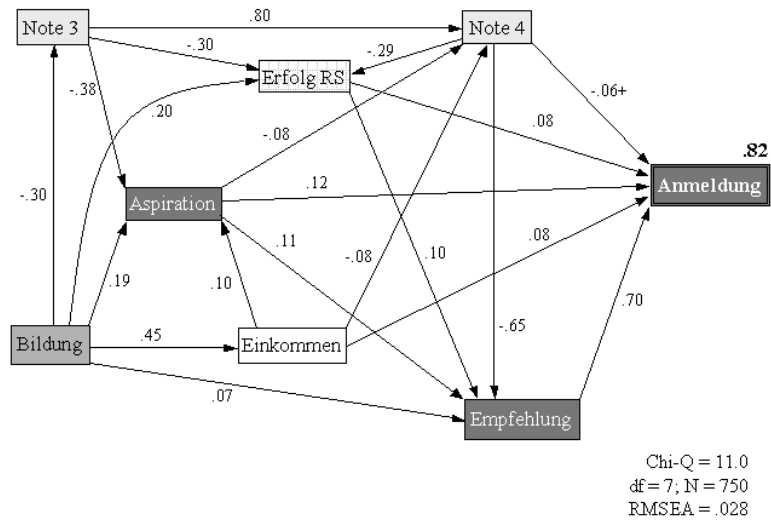 Note 3
.80
Note 4
-.30
-.29
Erfolg RS
-.38
.20
-.06+
-.08
.08
.82
Aspiration
.12
Anmeldung
-.30
.11
-.08
.10
.08
.19
.10
.70
-.65
Bildung
.45
Einkommen
.07
Empfehlung
Chi-Q = 11.0
df = 7; N = 750
RMSEA = .028